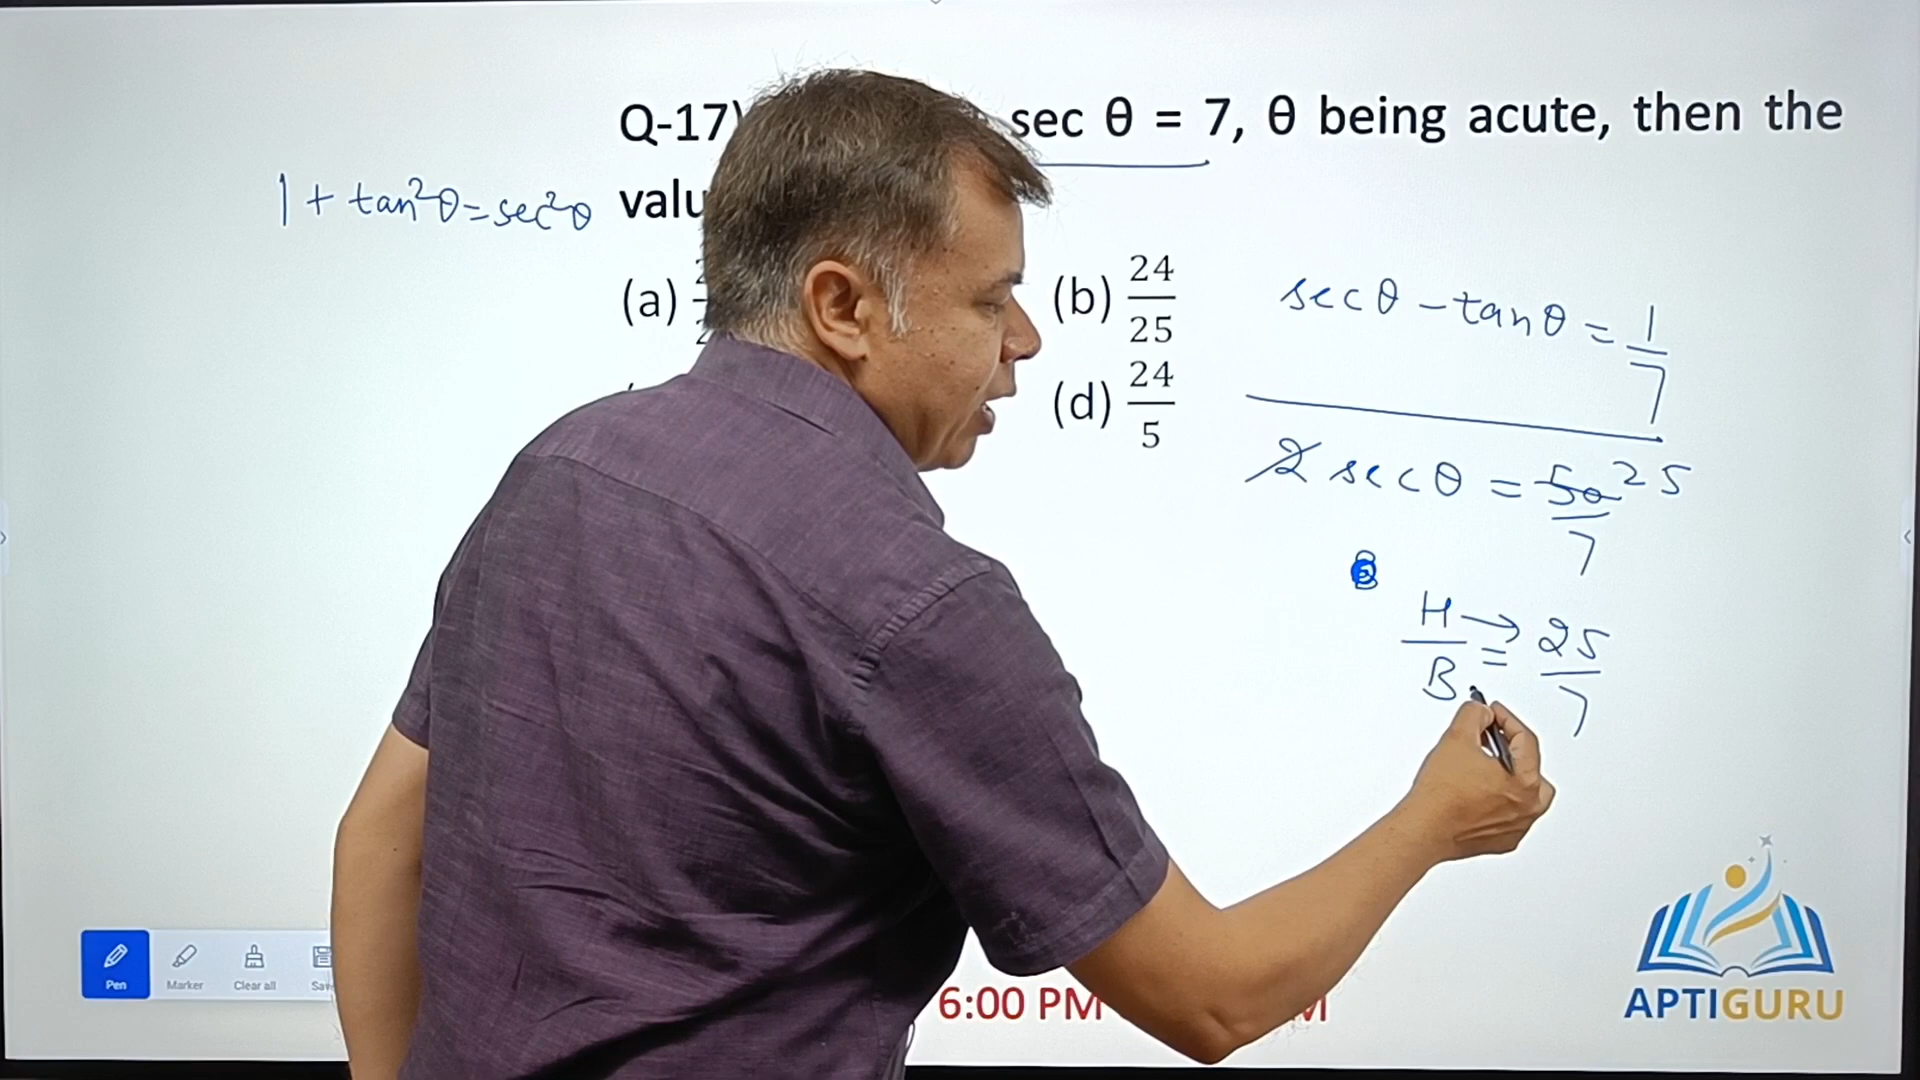 Q-17) sec θ = 7, θ being acute, then the
1 + tan²θ = sec²θ
(a)
(b) 24/25
(d) 24/5
secθ - tanθ = 1/7
2 secθ = 50 25/7
H/B = 25/7
Pen Marker Clear all
6:00 PM
APTIGURU